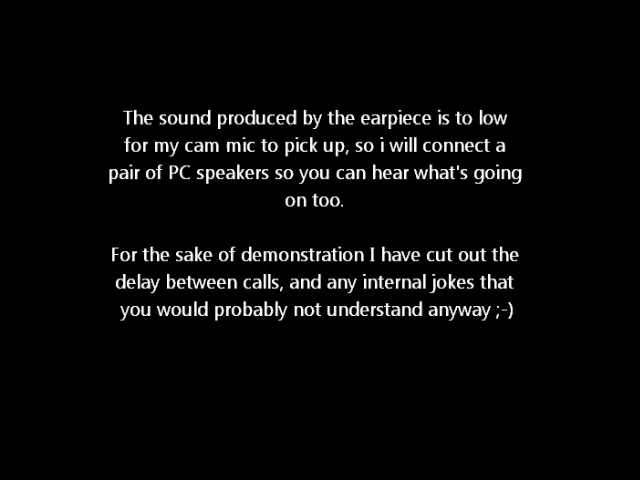 The sound produced by the earpiece is to low
for my cam mic to pick up, so i will connect a
pair of PC speakers so you can hear what's going
on too.
For the sake of demonstration I have cut out the
delay between calls, and any internal jokes that
you would probably not understand anyway ;-)